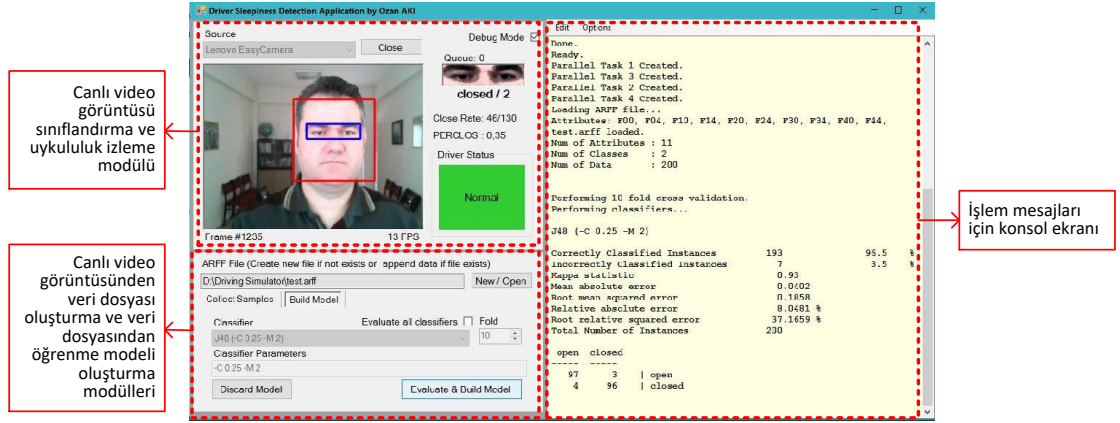 Driver Sleepiness Detection Application by Ozan AKI
Canlı video
görüntüsü
sınıflandırma ve
uykululuk izleme
modülü
Canlı video
görüntüsünden
veri dosyası
oluşturma ve veri
dosyasından
öğrenme modeli
oluşturma
modülleri
Source
Lenovo EasyCamera
Close
Debug Mode
Queue: 0
closed / 2
Close Rate: 46/130
PERCLOS : 0,35
Driver Status
Normal
Frame #1235
13 FPS
ARFF File (Create new file if not exists or append data if file exists)
D:\Driving Simulator\test.arff
New / Open
Collect Samples
Build Model
Classifier
Evaluate all classifiers
Fold
J48 (-C 0.25 -M 2)
10
Classifier Parameters
-C 0.25 -M 2
Discard Model
Evaluate & Build Model
Edit Options
Done.
Ready.
Parallel Task 1 Created.
Parallel Task 3 Created.
Parallel Task 2 Created.
Parallel Task 4 Created.
Loading ARFF file...
Attributes: F00, F04, F10, F14, F20, F24, F30, F34, F40, F44,
test.arff loaded.
Num of Attributes : 11
Num of Classes : 2
Num of Data : 200
Performing 10 fold cross validation.
Performing classifiers...
J48 (-C 0.25 -M 2)
Correctly Classified Instances 193 96.5 %
Incorrectly Classified Instances 7 3.5 %
Kappa statistic 0.93
Mean absolute error 0.0402
Root mean squared error 0.1858
Relative absolute error 8.0481 %
Root relative squared error 37.1659 %
Total Number of Instances 200
open closed
----- -----
97 3 | open
4 96 | closed
İşlem mesajları
için konsol ekranı